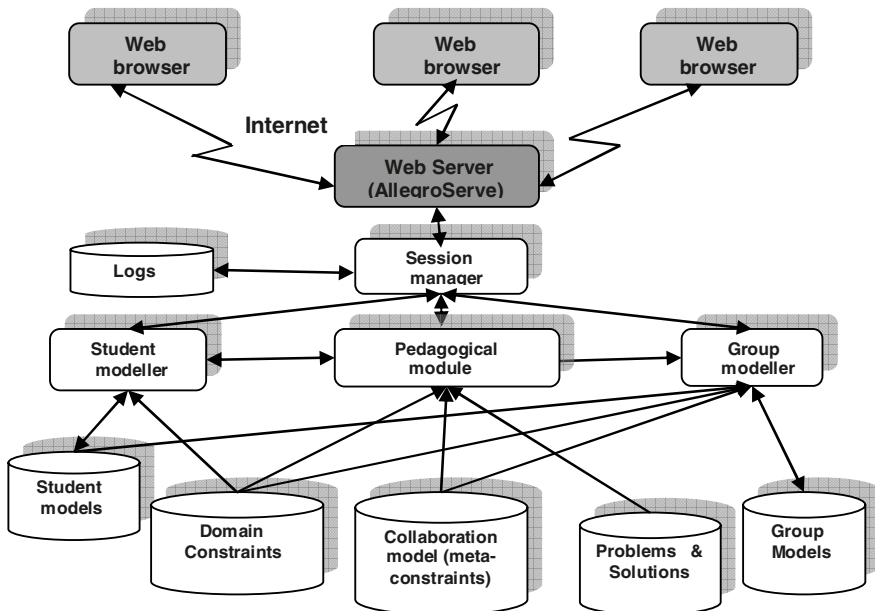 Web
browser
Web
browser
Web
browser
Internet
Web Server
(AllegroServe)
Session
manager
Logs
Student
modeller
Pedagogical
module
Group
modeller
Student
models
Domain
Constraints
Collaboration
model (meta-
constraints)
Problems &
Solutions
Group
Models